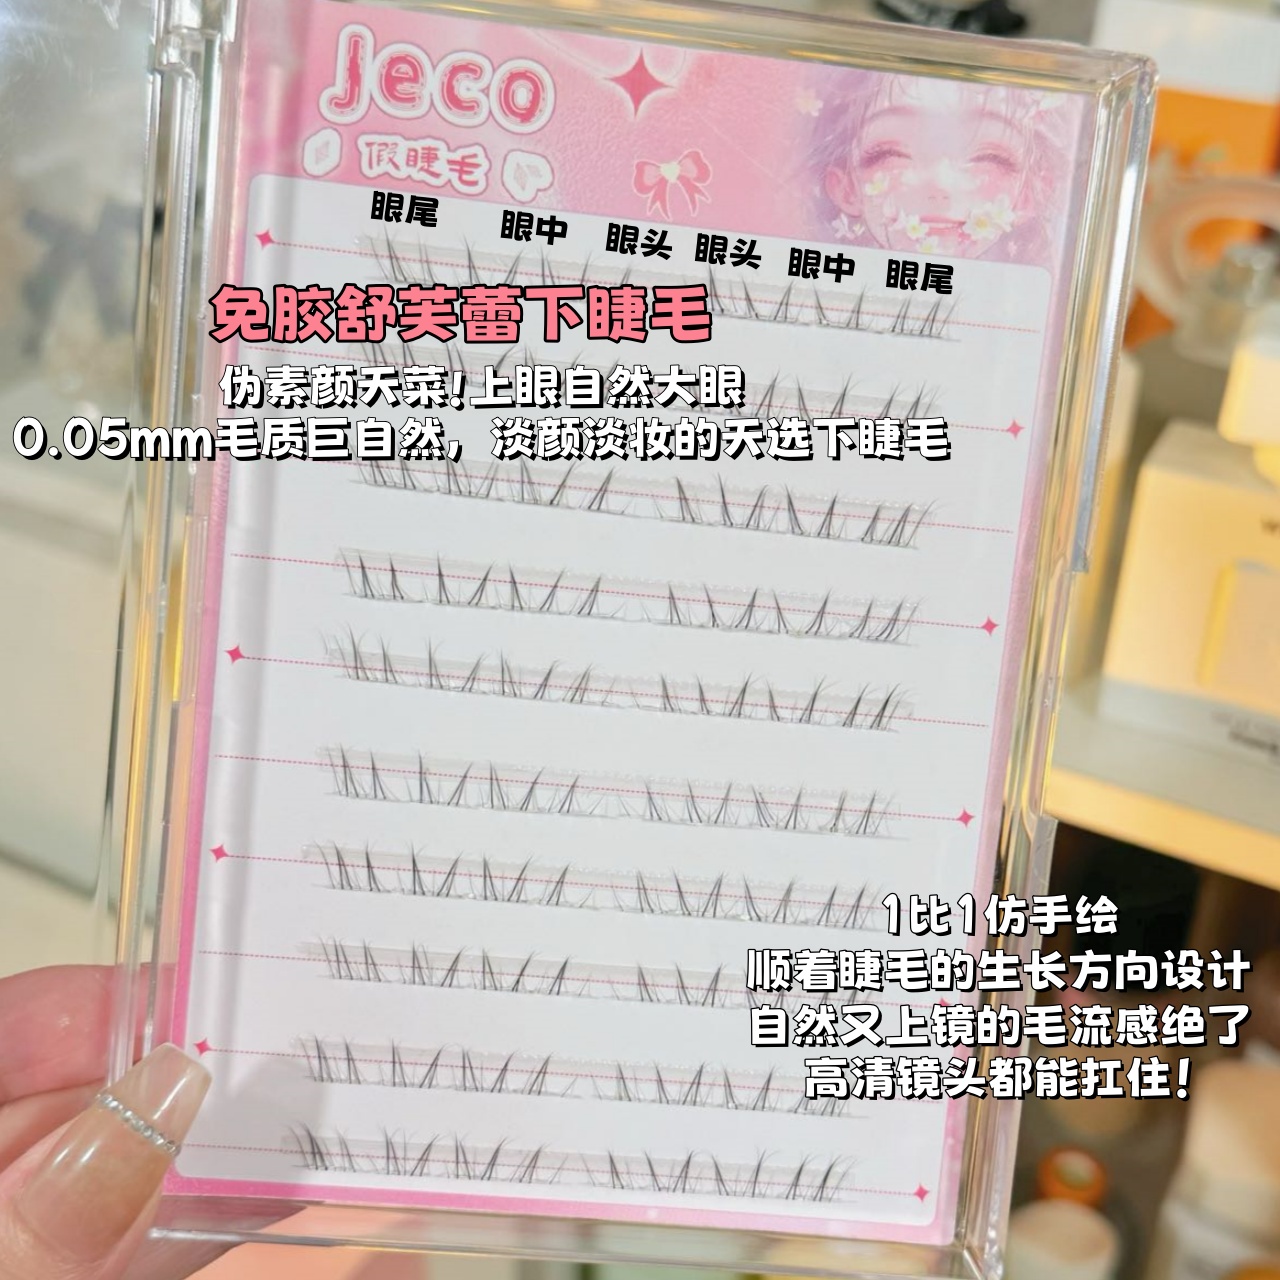 Jeco
假睫毛
眼尾 眼中 眼头 眼头 眼中 眼尾
免胶舒芙蕾下睫毛
伪素颜天菜!上眼自然大眼
0.05mm毛质巨自然，淡颜淡妆的天选下睫毛
1比1仿手绘
顺着睫毛的生长方向设计
自然又上镜的毛流感绝了
高清镜头都能扛住!